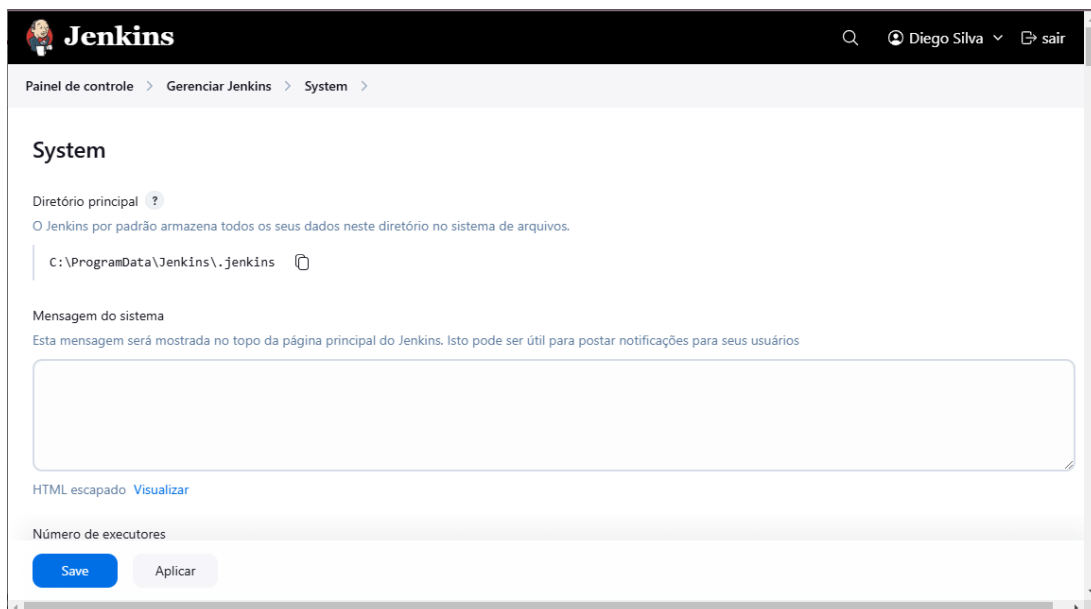 Jenkins
Diego Silva
sair
Painel de controle > Gerenciar Jenkins > System >
System
Diretório principal ?
O Jenkins por padrão armazena todos os seus dados neste diretório no sistema de arquivos.
C:\ProgramData\Jenkins\.jenkins
Mensagem do sistema
Esta mensagem será mostrada no topo da página principal do Jenkins. Isto pode ser útil para postar notificações para seus usuários
HTML escapado Visualizar
Número de executores
Save Aplicar